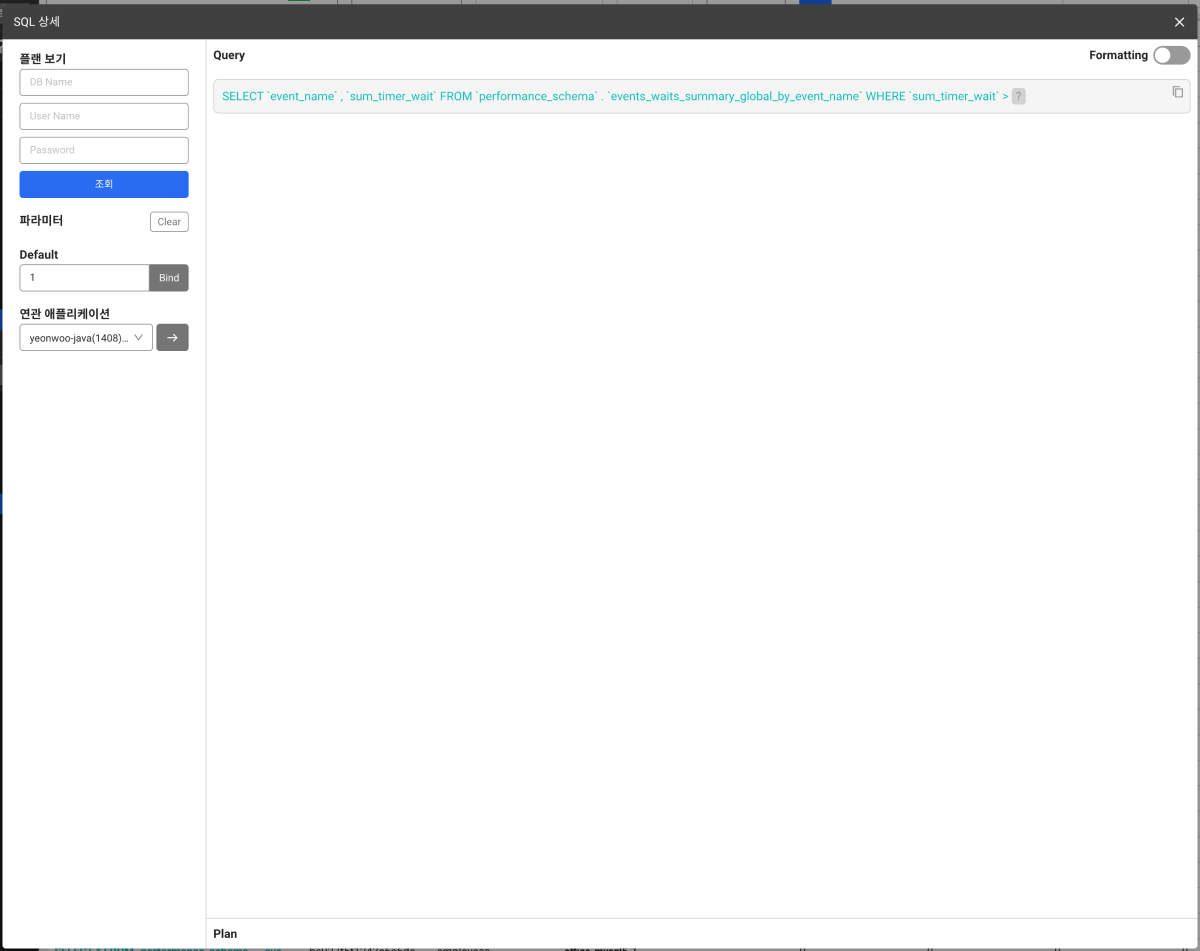 SQL 상세
플랜 보기
DB Name
User Name
Password
조회
파라미터
Clear
Default
1
Bind
연관 애플리케이션
yeonwoo-java(1408)...
Query
Formatting
SELECT `event_name` , `sum_timer_wait` FROM `performance_schema` . `events_waits_summary_global_by_event_name` WHERE `sum_timer_wait` > ?
Plan